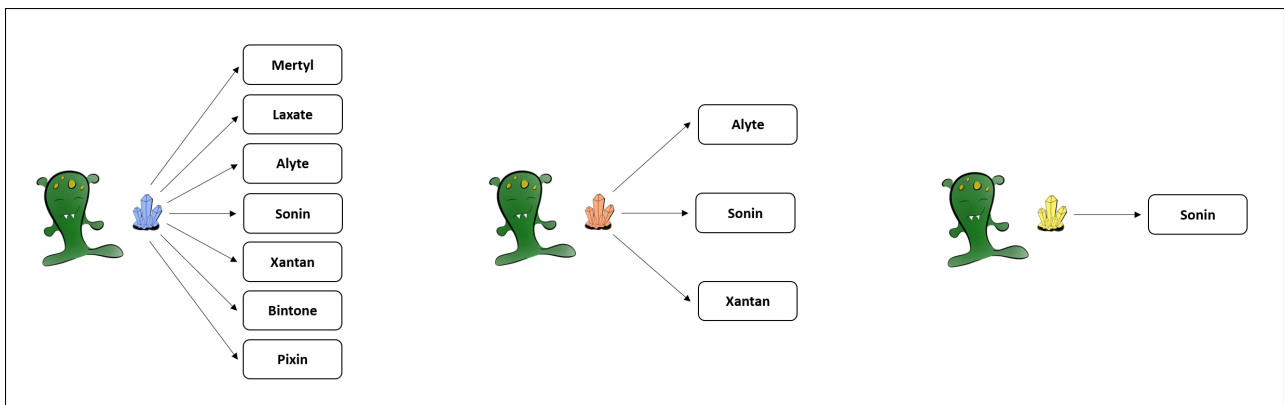 Mertyl
Laxate
Alyte
Sonin
Xantan
Bintone
Pixin
Alyte
Sonin
Xantan
Sonin